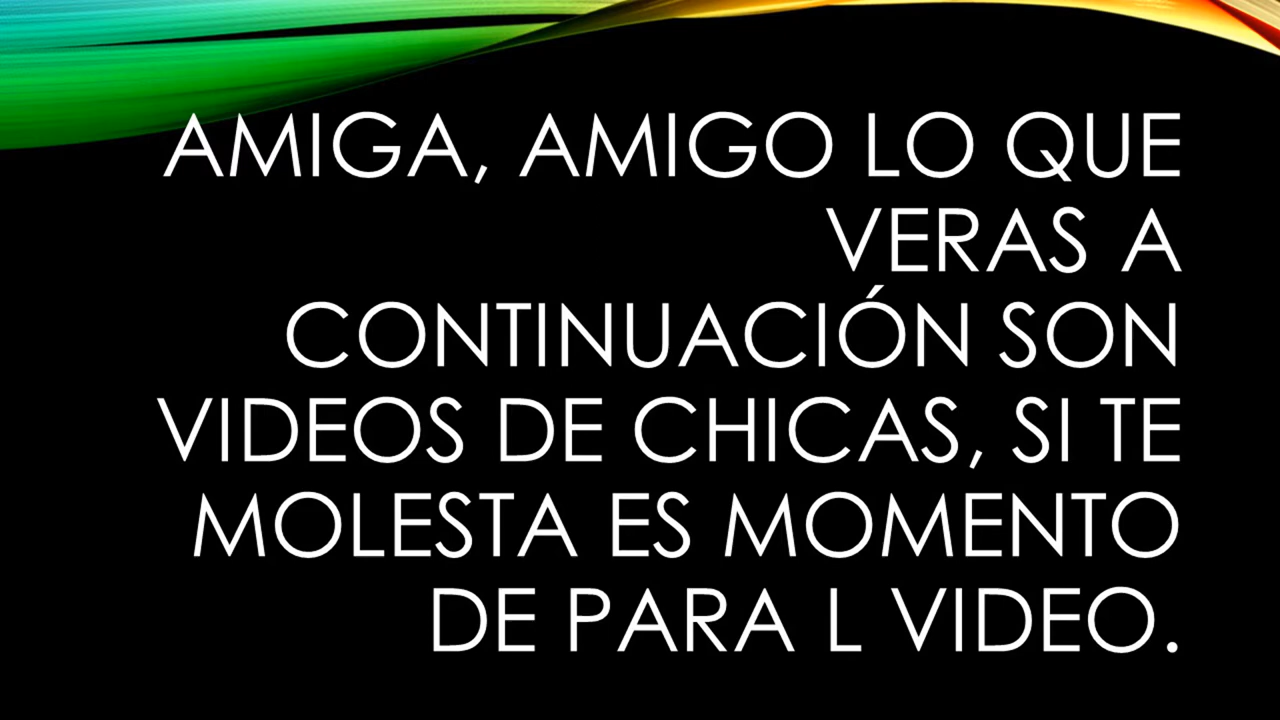 AMIGA, AMIGO LO QUE
VERAS A
CONTINUACIÓN SON
VIDEOS DE CHICAS, SI TE
MOLESTA ES MOMENTO
DE PARA L VIDEO.